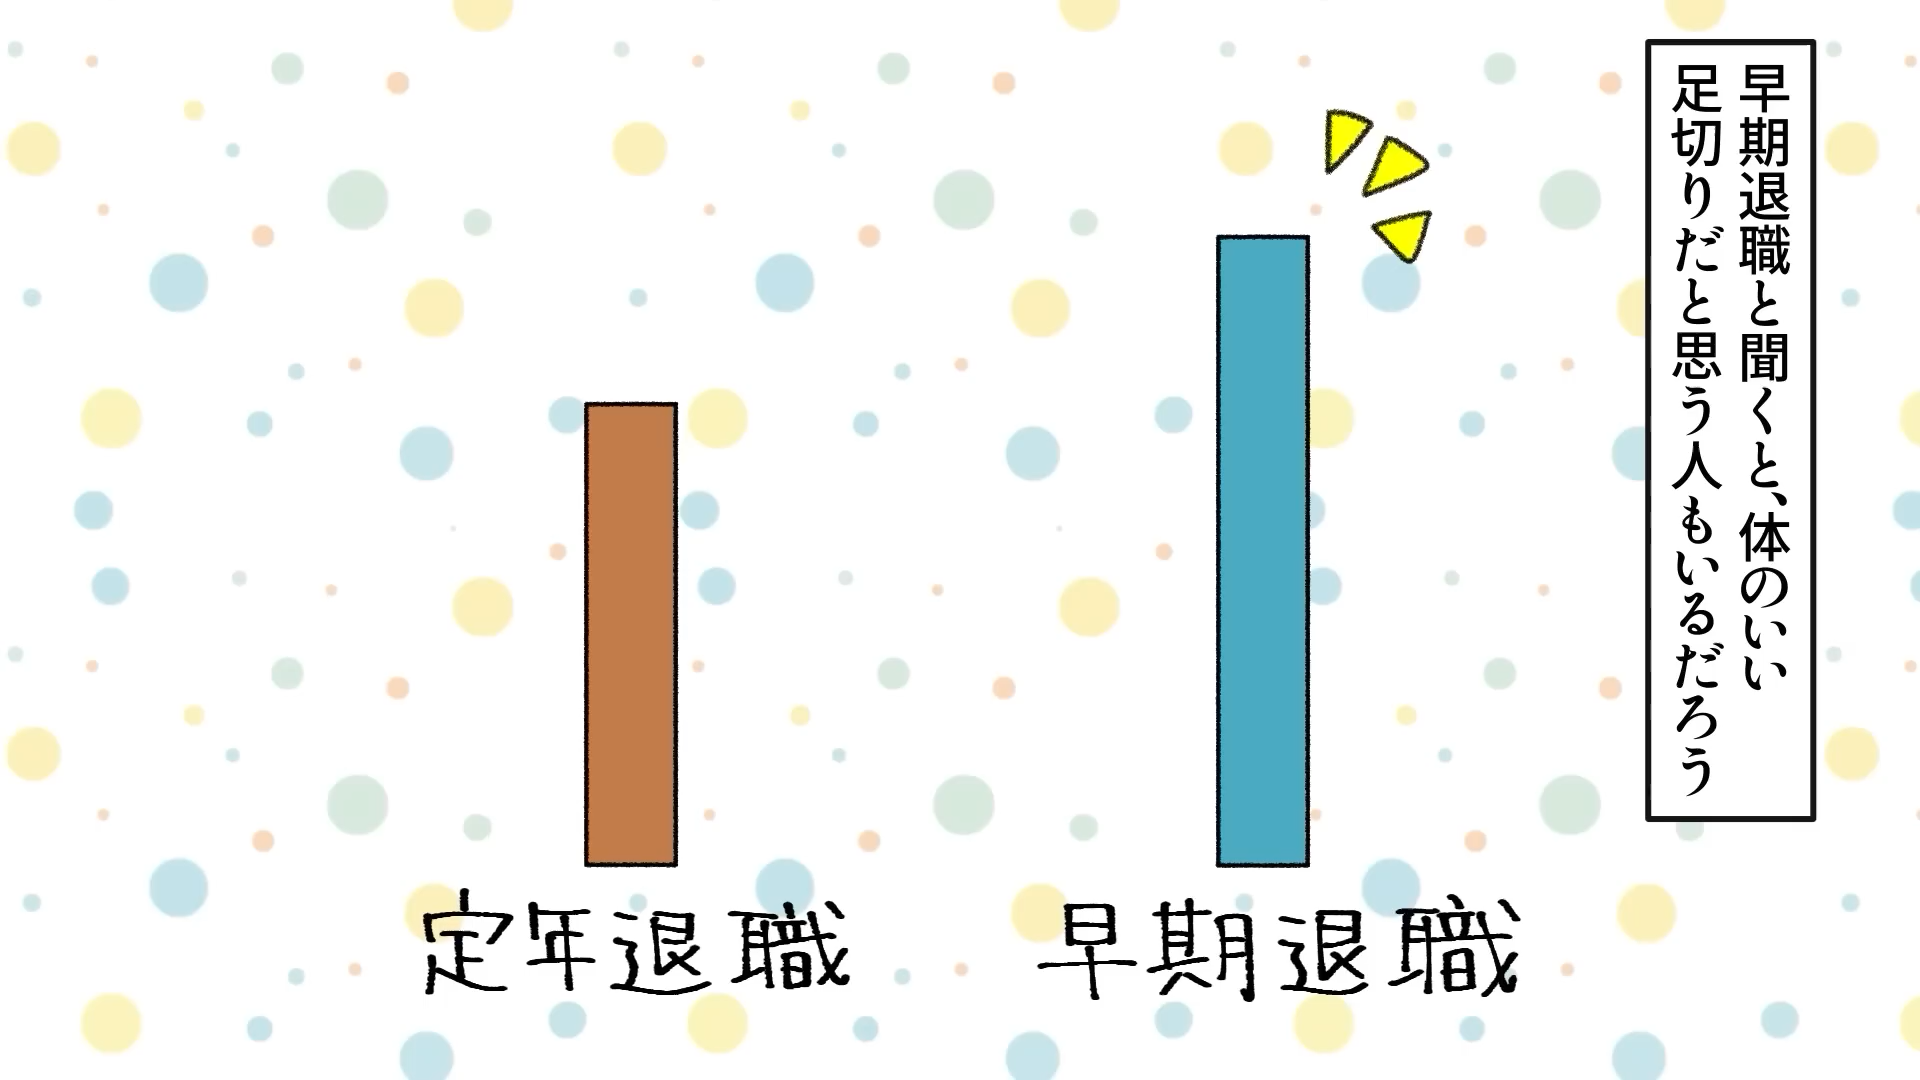 早期退職と聞くと、体のいい
足切りだと思う人もいるだろう
定年退職
早期退職